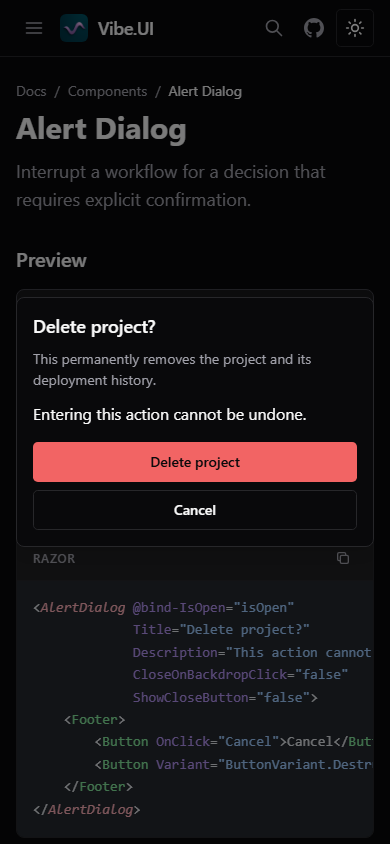 Vibe.UI
Docs / Components / Alert Dialog
Alert Dialog
Interrupt a workflow for a decision that
requires explicit confirmation.
Preview
Delete project?
This permanently removes the project and its
deployment history.
Entering this action cannot be undone.
Delete project
Cancel
RAZOR
<AlertDialog @bind-IsOpen="isOpen"
Title="Delete project?"
Description="This action cannot
CloseOnBackdropClick="false"
ShowCloseButton="false">
<Footer>
<Button OnClick="Cancel">Cancel</Bu
<Button Variant="ButtonVariant.Destr
</Footer>
</AlertDialog>